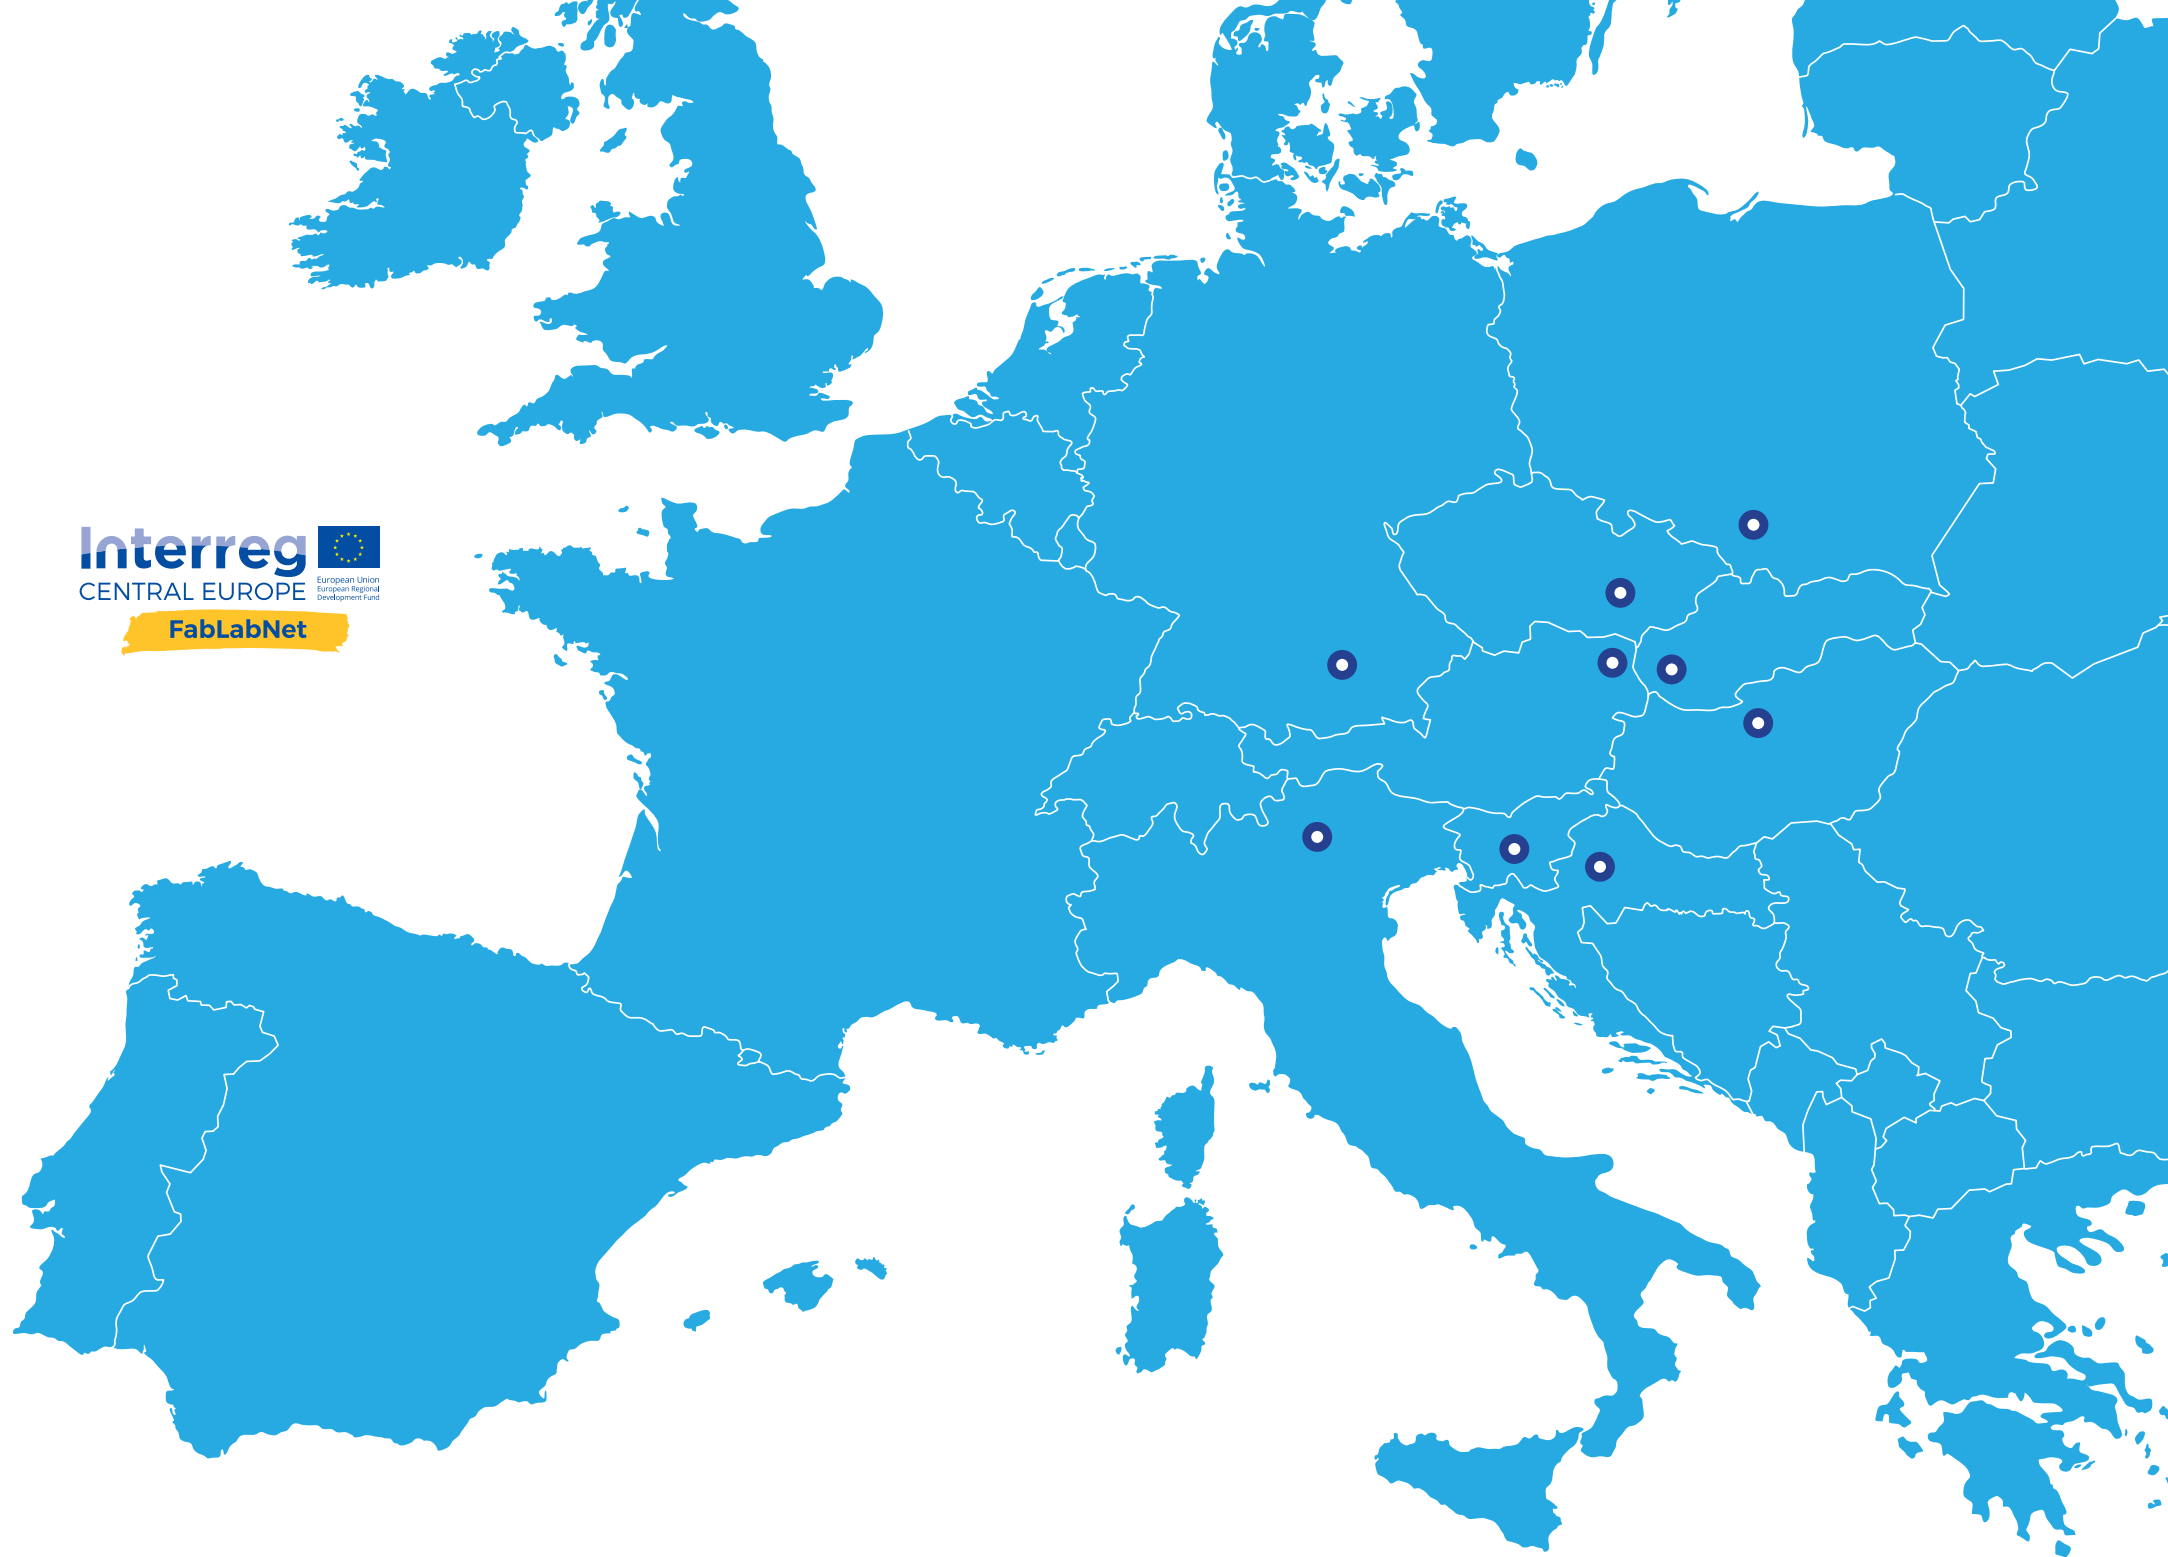 Interreg
CENTRAL EUROPE
European Union
European Regional
Development Fund
FabLabNet